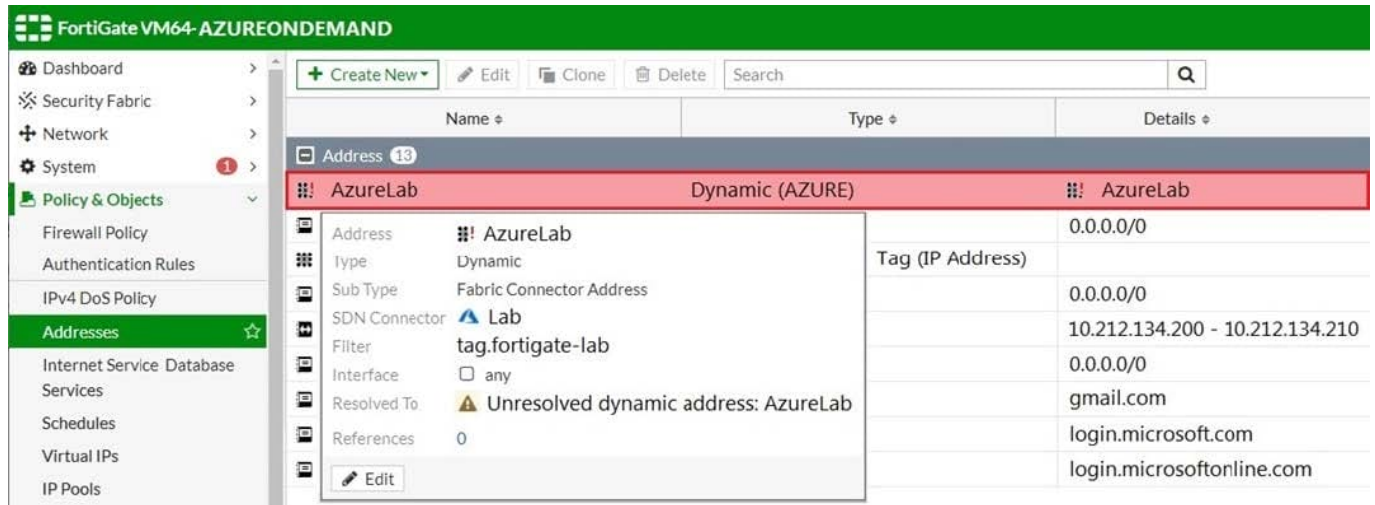 FortiGate VM64-AZUREONDEMAND
Dashboard
Security Fabric
Network
System 1
Policy & Objects
Firewall Policy
Authentication Rules
IPv4 DoS Policy
Addresses
Internet Service Database
Services
Schedules
Virtual IPs
IP Pools
+ Create New Edit Clone Delete Search
Name Type Details
Address 13
AzureLab Dynamic (AZURE) AzureLab
0.0.0.0/0
Tag (IP Address)
0.0.0.0/0
10.212.134.200 - 10.212.134.210
0.0.0.0/0
gmail.com
login.microsoft.com
login.microsoftonline.com
Address AzureLab
Type Dynamic
Sub Type Fabric Connector Address
SDN Connector Lab
Filter tag.fortigate-lab
Interface any
Resolved To Unresolved dynamic address: AzureLab
References 0
Edit